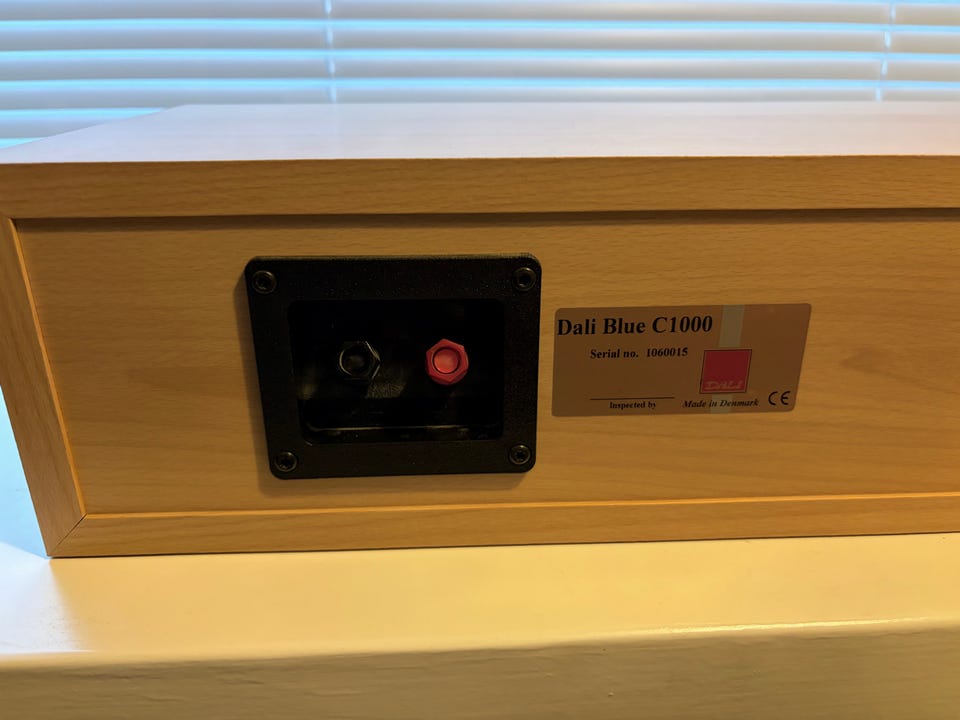 Dali Blue C1000
Serial no. 1060015
DALI
Inspected by
Made in Denmark
CE